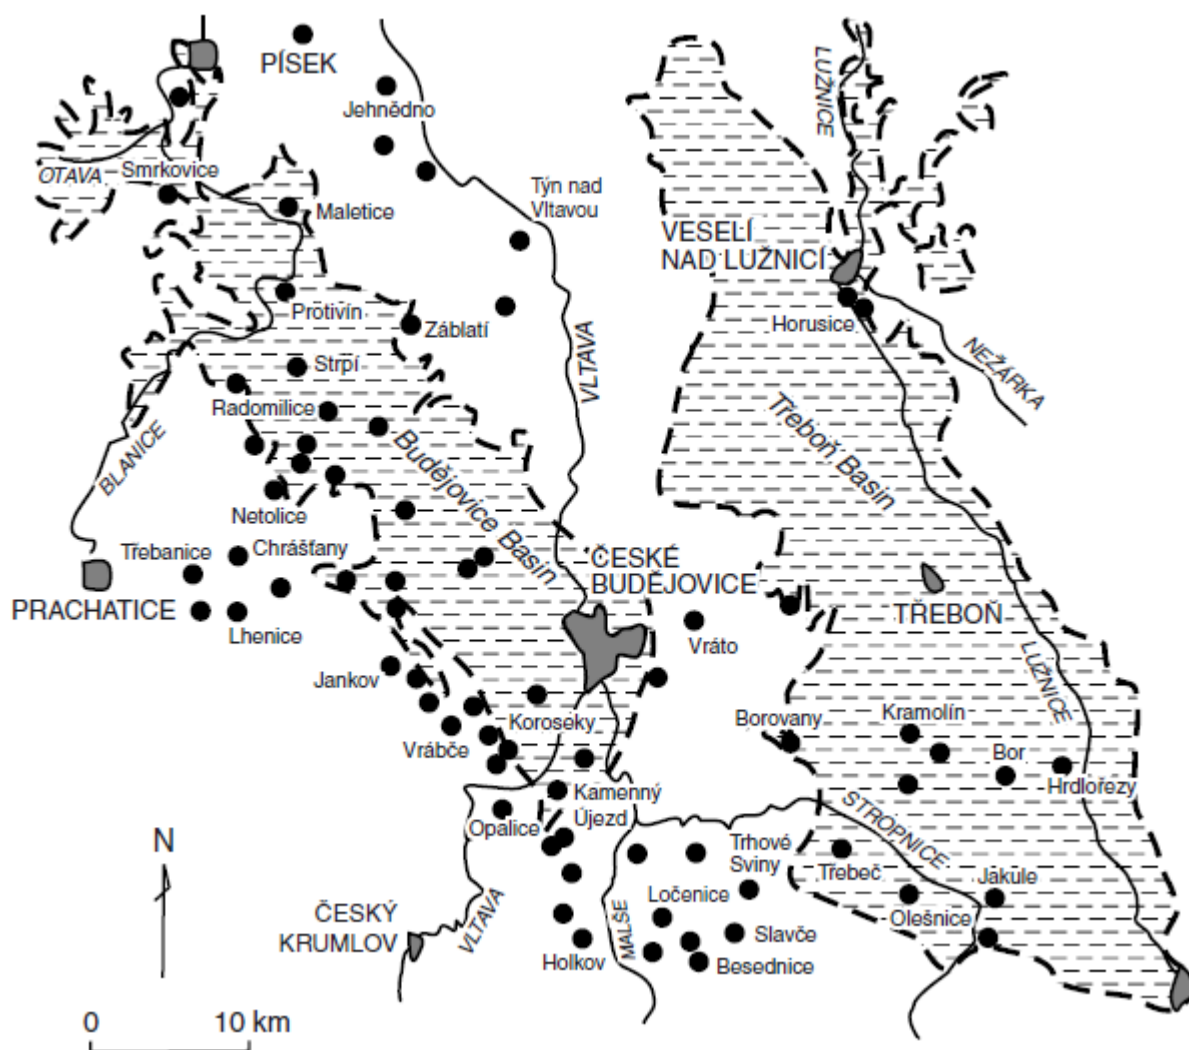 PÍSEK
Jehnědno
LUŽNICE
OTAVA
Smrkovice
Maletice
Týn nad
Vltavou
VESELÍ
NAD LUŽNICÍ
Protivín
Záblatí
Horusice
VLTAVA
NEŽÁRKA
Strpí
Radomilice
Třeboň Basin
Budějovice Basin
BLANICE
Netolice
Třebanice
Chrášťany
ČESKÉ
BUDĚJOVICE
PRACHATICE
Lhenice
TŘEBOŇ
Vráto
LUŽNICE
Jankov
Koroseky
Borovany
Kramolín
Vrábče
Bor
Hrdlořezy
Kamenný
Újezd
Opalice
STROPNICE
N
Trhové
Sviny
Třebeč
Jakule
Ločenice
Olešnice
ČESKÝ
KRUMLOV
VLTAVA
MALŠE
Slavče
Holkov
Besednice
0 10 km